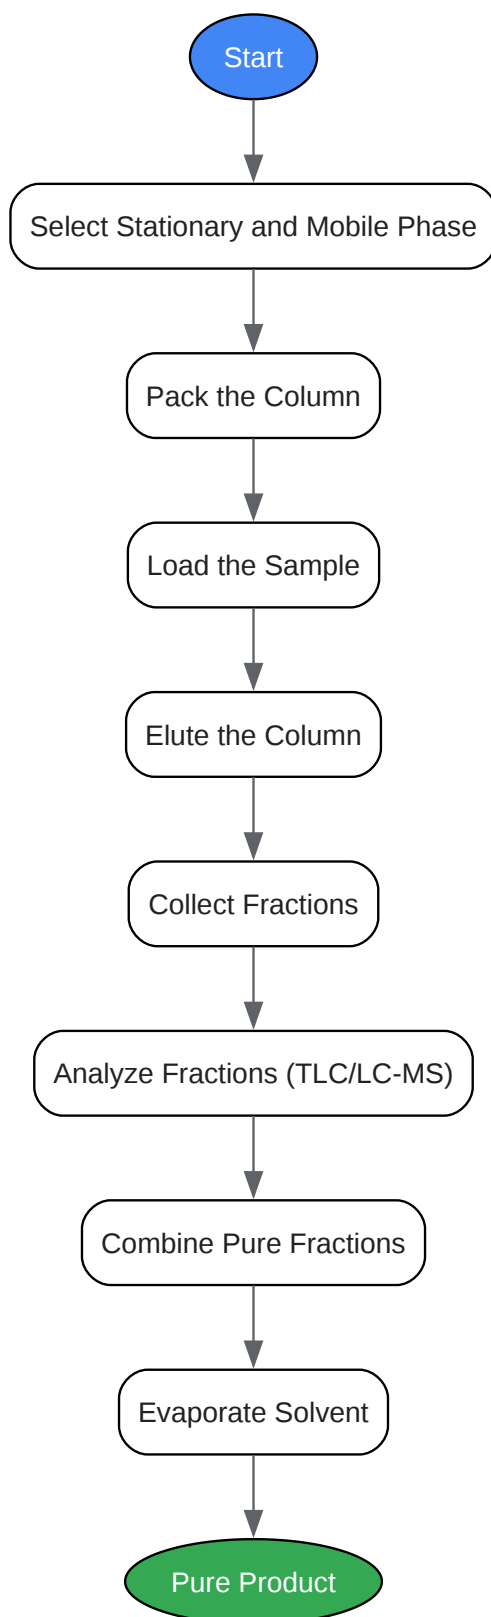 Start
Select Stationary and Mobile Phase
Pack the Column
Load the Sample
Elute the Column
Collect Fractions
Analyze Fractions (TLC/LC-MS)
Combine Pure Fractions
Evaporate Solvent
Pure Product